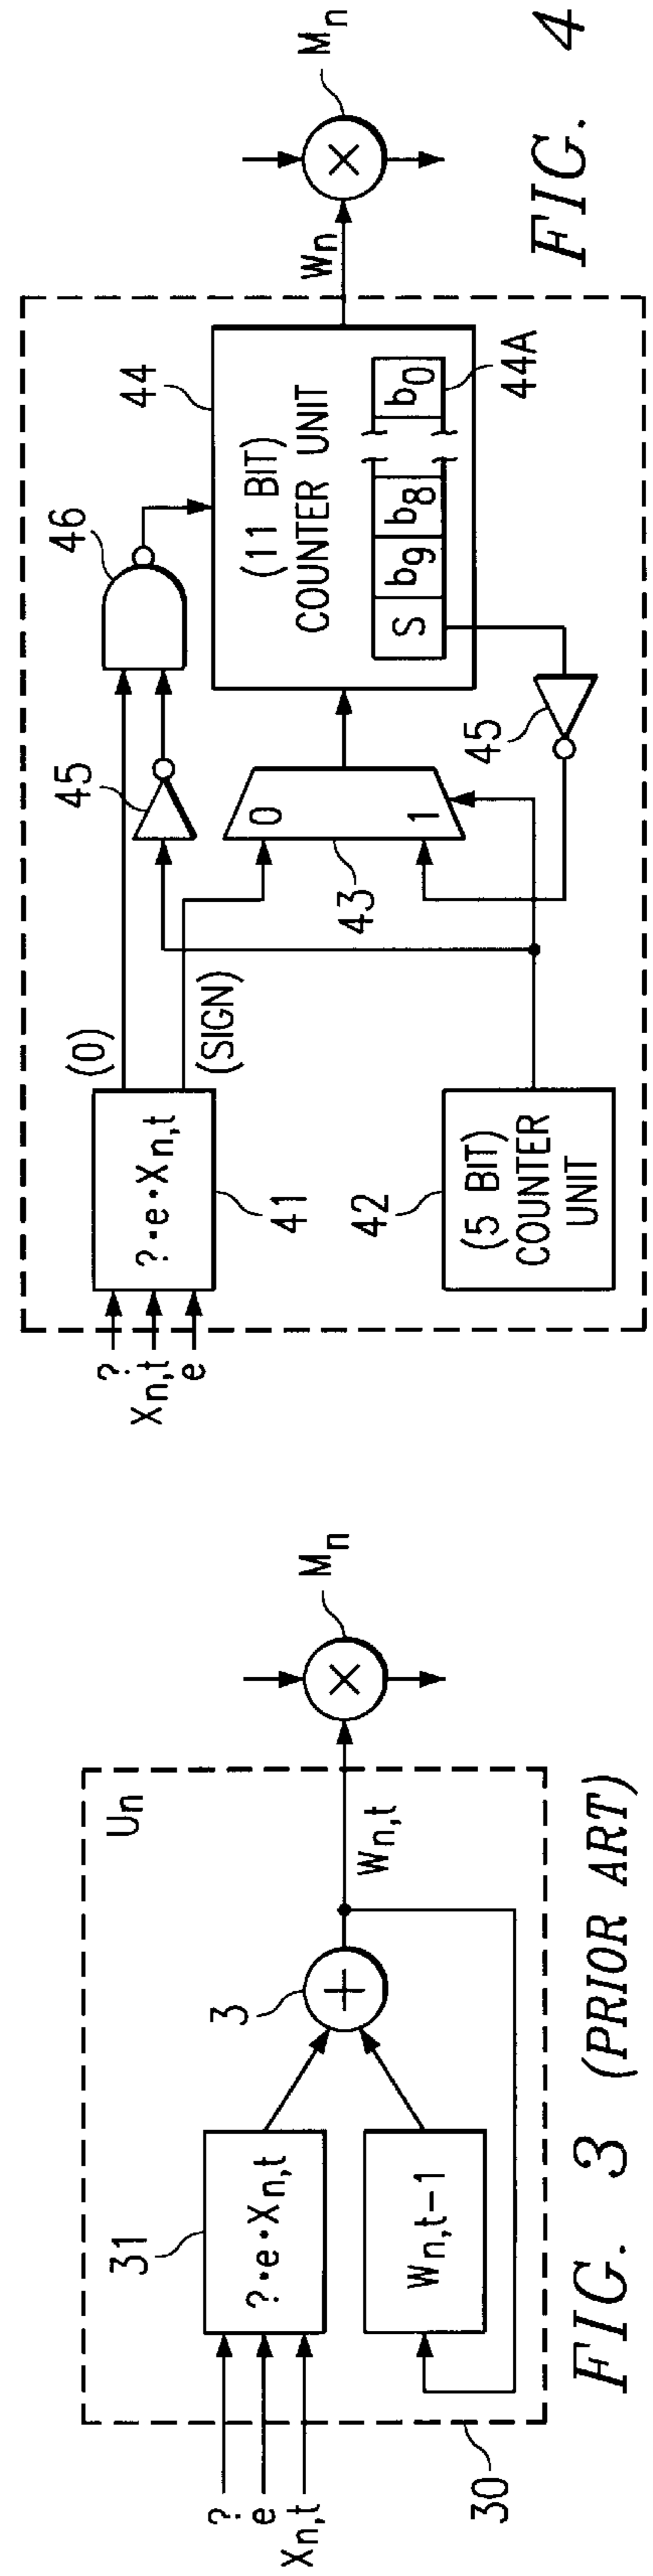 Un
31
? • e • Xn,t
3
Wn,t-1
Wn,t
Mn
?
e
Xn,t
30
FIG. 3 (PRIOR ART)
?
Xn,t
e
? • e • Xn,t
41
(0)
(SIGN)
42
(5 BIT)
COUNTER
UNIT
45
46
43
0
1
44
(11 BIT)
COUNTER UNIT
S b9 b8 b0
44A
45
Wn
Mn
FIG. 4